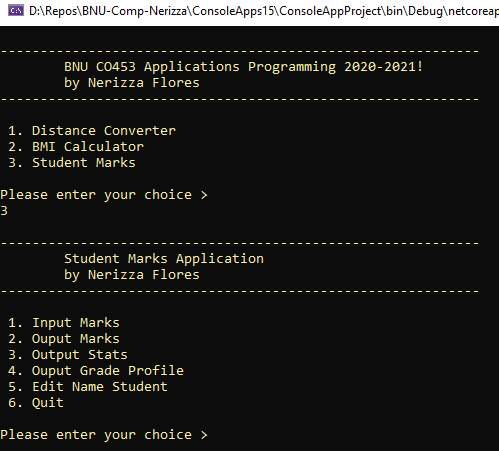 D:\Repos\BNU-Comp-Nerizza\ConsoleApps15\ConsoleAppProject\bin\Debug\netcoreap
------------------------------------------------------------
BNU CO453 Applications Programming 2020-2021!
by Nerizza Flores
------------------------------------------------------------
1. Distance Converter
2. BMI Calculator
3. Student Marks
Please enter your choice >
3
------------------------------------------------------------
Student Marks Application
by Nerizza Flores
------------------------------------------------------------
1. Input Marks
2. Ouput Marks
3. Output Stats
4. Ouput Grade Profile
5. Edit Name Student
6. Quit
Please enter your choice >